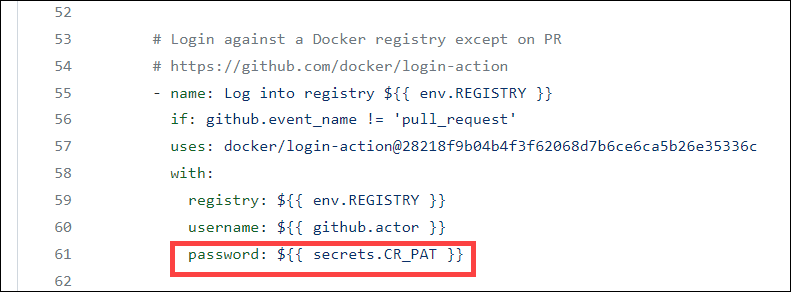 52
53 # Login against a Docker registry except on PR
54 # https://github.com/docker/login-action
55 - name: Log into registry ${{ env.REGISTRY }}
56 if: github.event_name != 'pull_request'
57 uses: docker/login-action@28218f9b04b4f3f62068d7b6ce6ca5b26e35336c
58 with:
59 registry: ${{ env.REGISTRY }}
60 username: ${{ github.actor }}
61 password: ${{ secrets.CR_PAT }}
62